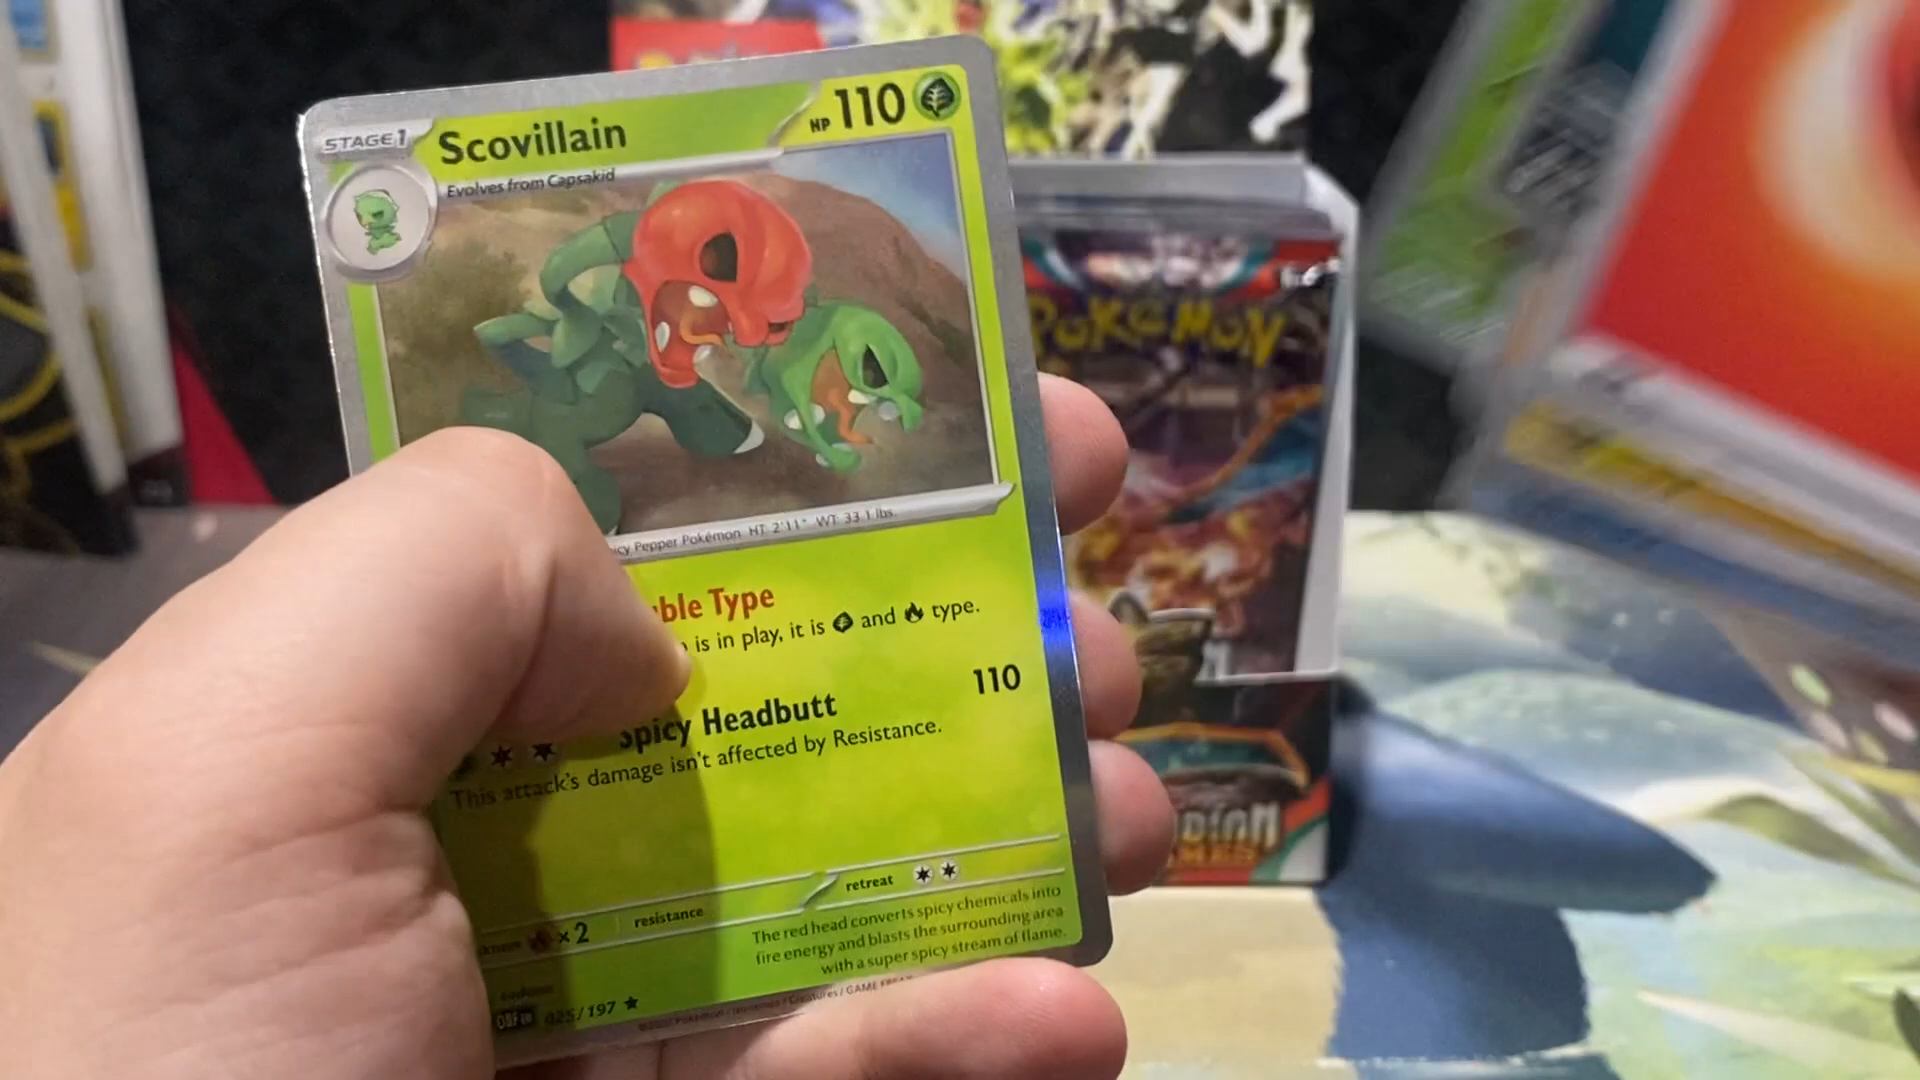 STAGE 1
Scovillain
HP 110
Evolves from Capsakid
icy Pepper Pokémon HT 2'11" WT 33.1 lbs.
ble Type
is in play, it is and type.
Spicy Headbutt 110
This attack's damage isn't affected by Resistance.
×2
resistance
retreat
The red head converts spicy chemicals into
fire energy and blasts the surrounding area
with a super spicy stream of flame.
OBF EN 025/197
POKéMON